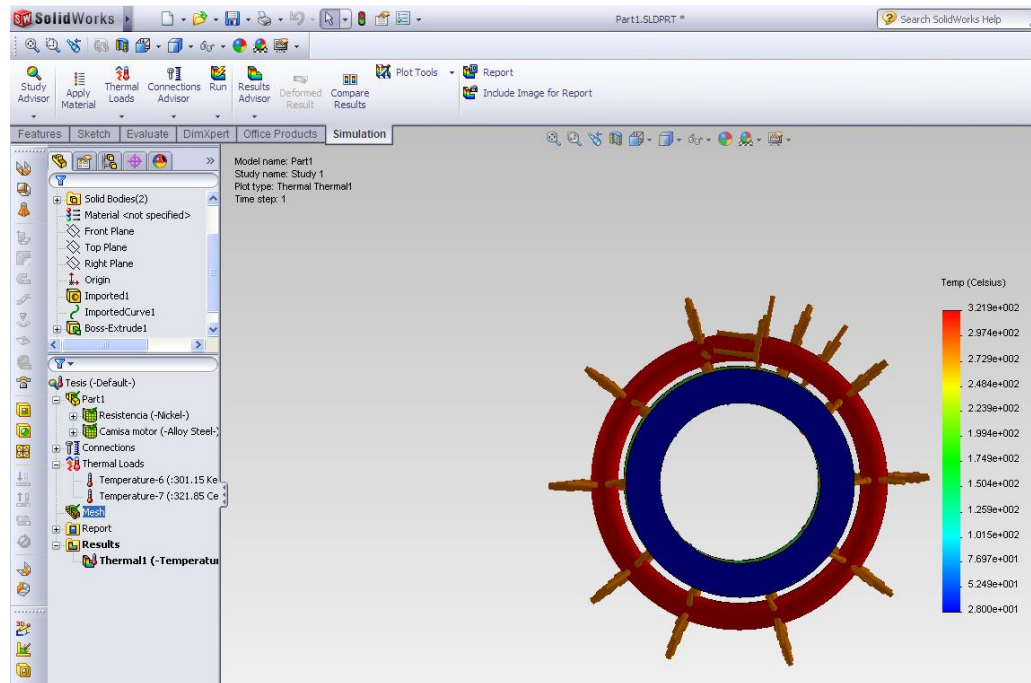 SolidWorks
Part1.SLDPRT *
Search SolidWorks Help
Study Advisor
Apply Material
Thermal Loads
Connections Advisor
Run
Results Advisor
Deformed Result
Compare Results
Plot Tools
Report
Include Image for Report
Features
Sketch
Evaluate
DimXpert
Office Products
Simulation
Model name: Part1
Study name: Study 1
Plot type: Thermal Thermal1
Time step: 1
Solid Bodies(2)
Material <not specified>
Front Plane
Top Plane
Right Plane
Origin
Imported1
ImportedCurve1
Boss-Extrude1
Tesis (-Default-)
Part1
Resistencia (-Nickel-)
Camisa motor (-Alloy Steel-)
Connections
Thermal Loads
Temperature-6 (:301.15 Ke
Temperature-7 (:321.85 Ce
Mesh
Report
Results
Thermal1 (-Temperatu
Temp (Celsius)
3.219e+002
2.974e+002
2.729e+002
2.484e+002
2.239e+002
1.994e+002
1.749e+002
1.504e+002
1.259e+002
1.015e+002
7.697e+001
5.249e+001
2.800e+001